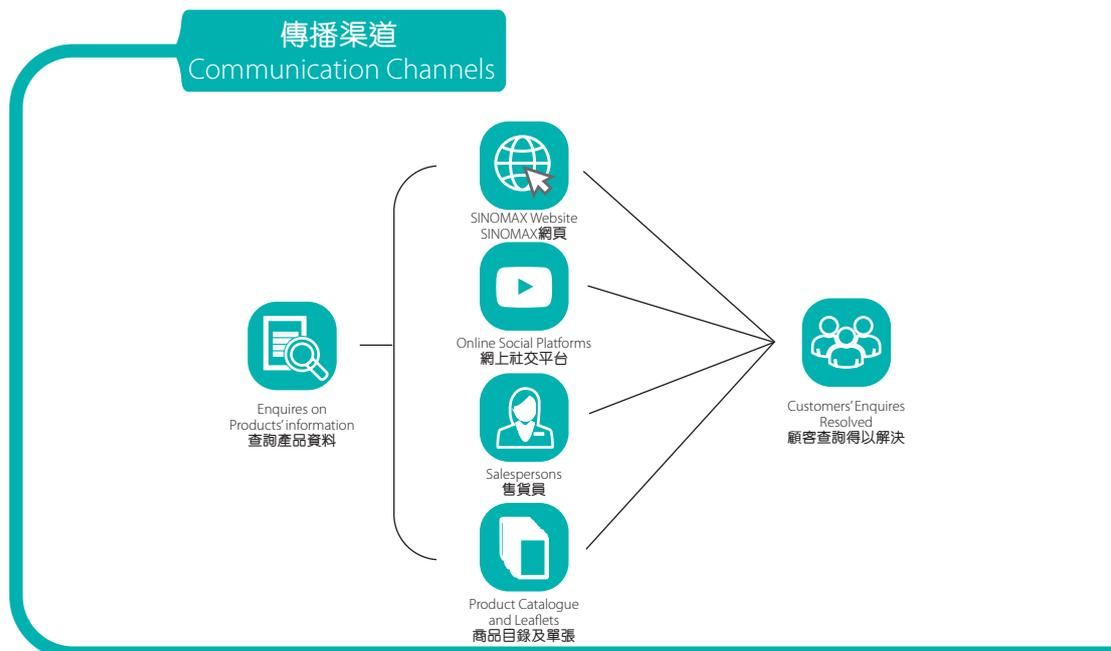 傳播渠道
Communication Channels
SINOMAX Website
SINOMAX網頁
Online Social Platforms
網上社交平台
Enquires on
Products' information
查詢產品資料
Customers' Enquires
Resolved
顧客查詢得以解決
Salespersons
售貨員
Product Catalogue
and Leaflets
商品目錄及單張